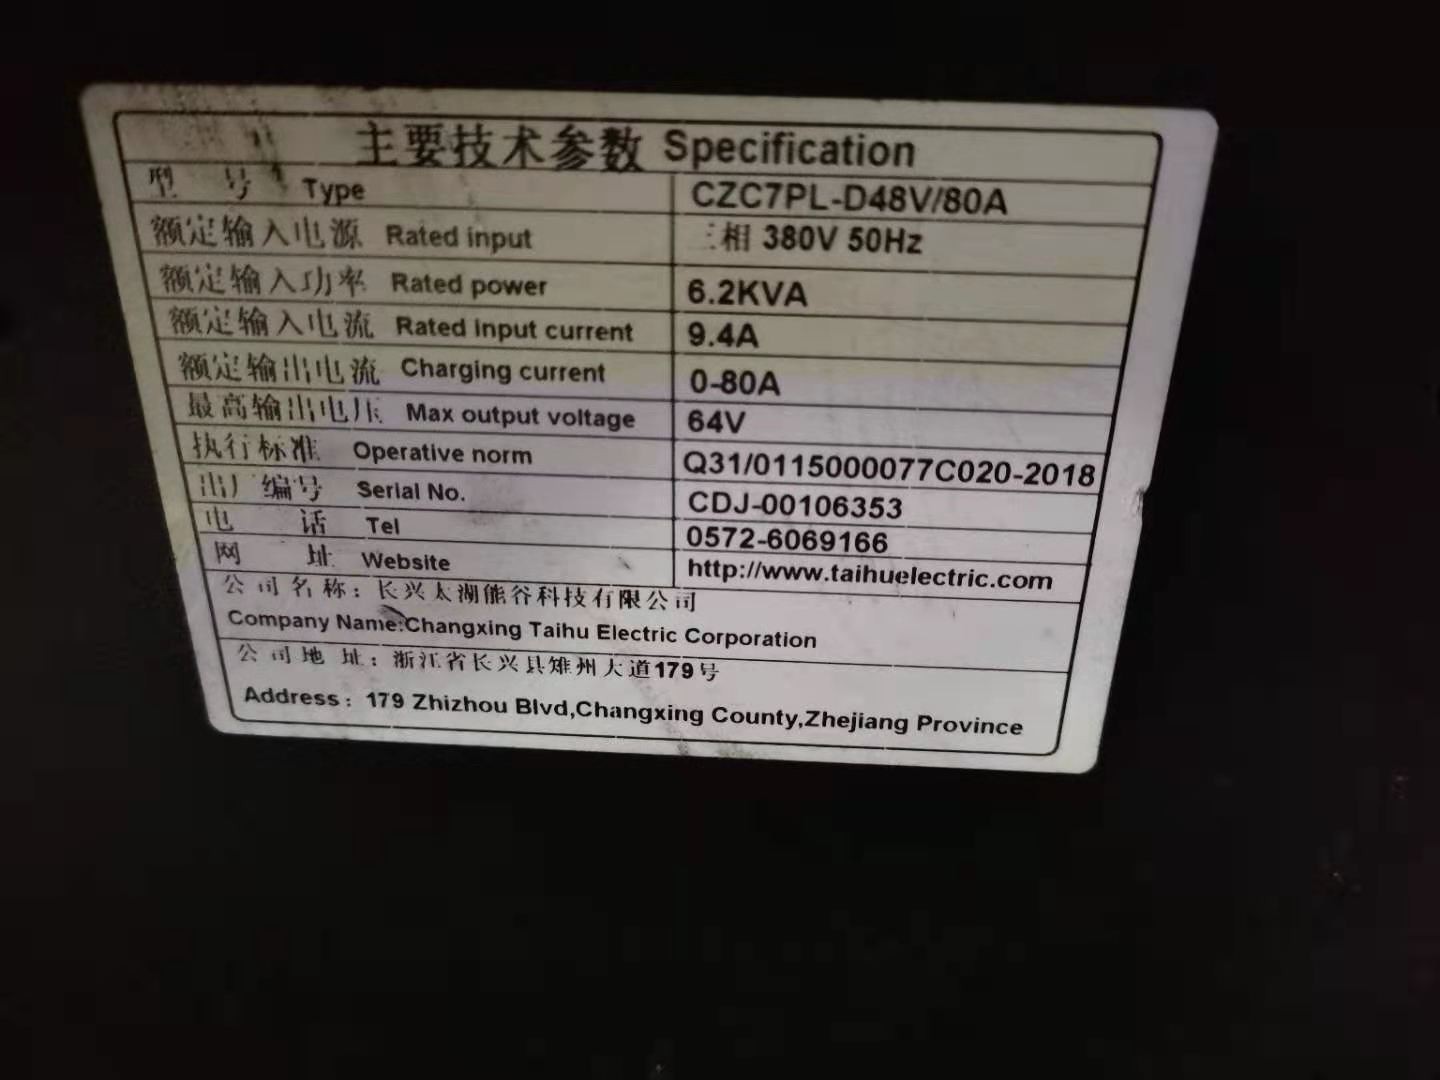 主要技术参数 Specification
型 号 Type CZC7PL-D48V/80A
额定输入电源 Rated input 三相 380V 50Hz
额定输入功率 Rated power 6.2KVA
额定输入电流 Rated input current 9.4A
额定输出电流 Charging current 0-80A
最高输出电压 Max output voltage 64V
执行标准 Operative norm Q31/0115000077C020-2018
出厂编号 Serial No. CDJ-00106353
电 话 Tel 0572-6069166
网 址 Website http://www.taihuelectric.com
公司名称：长兴太湖能谷科技有限公司
Company Name:Changxing Taihu Electric Corporation
公司地址：浙江省长兴县雉州大道179号
Address：179 Zhizhou Blvd,Changxing County,Zhejiang Province